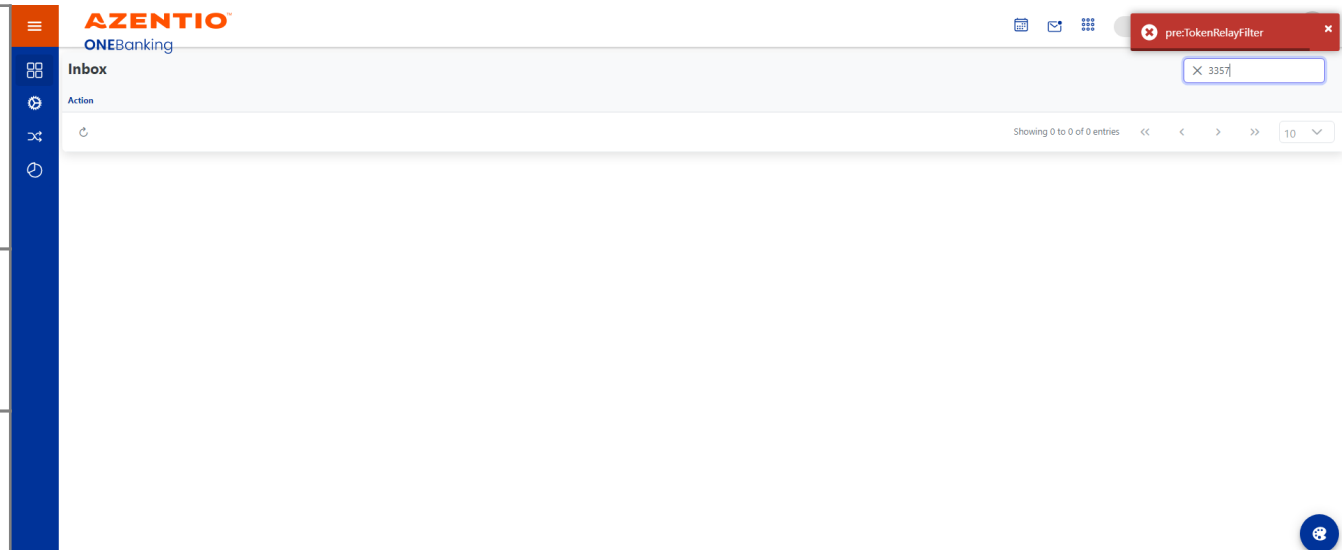 AZENTIO™
ONEBanking
pre:TokenRelayFilter
Inbox
3357
Action
Showing 0 to 0 of 0 entries
10